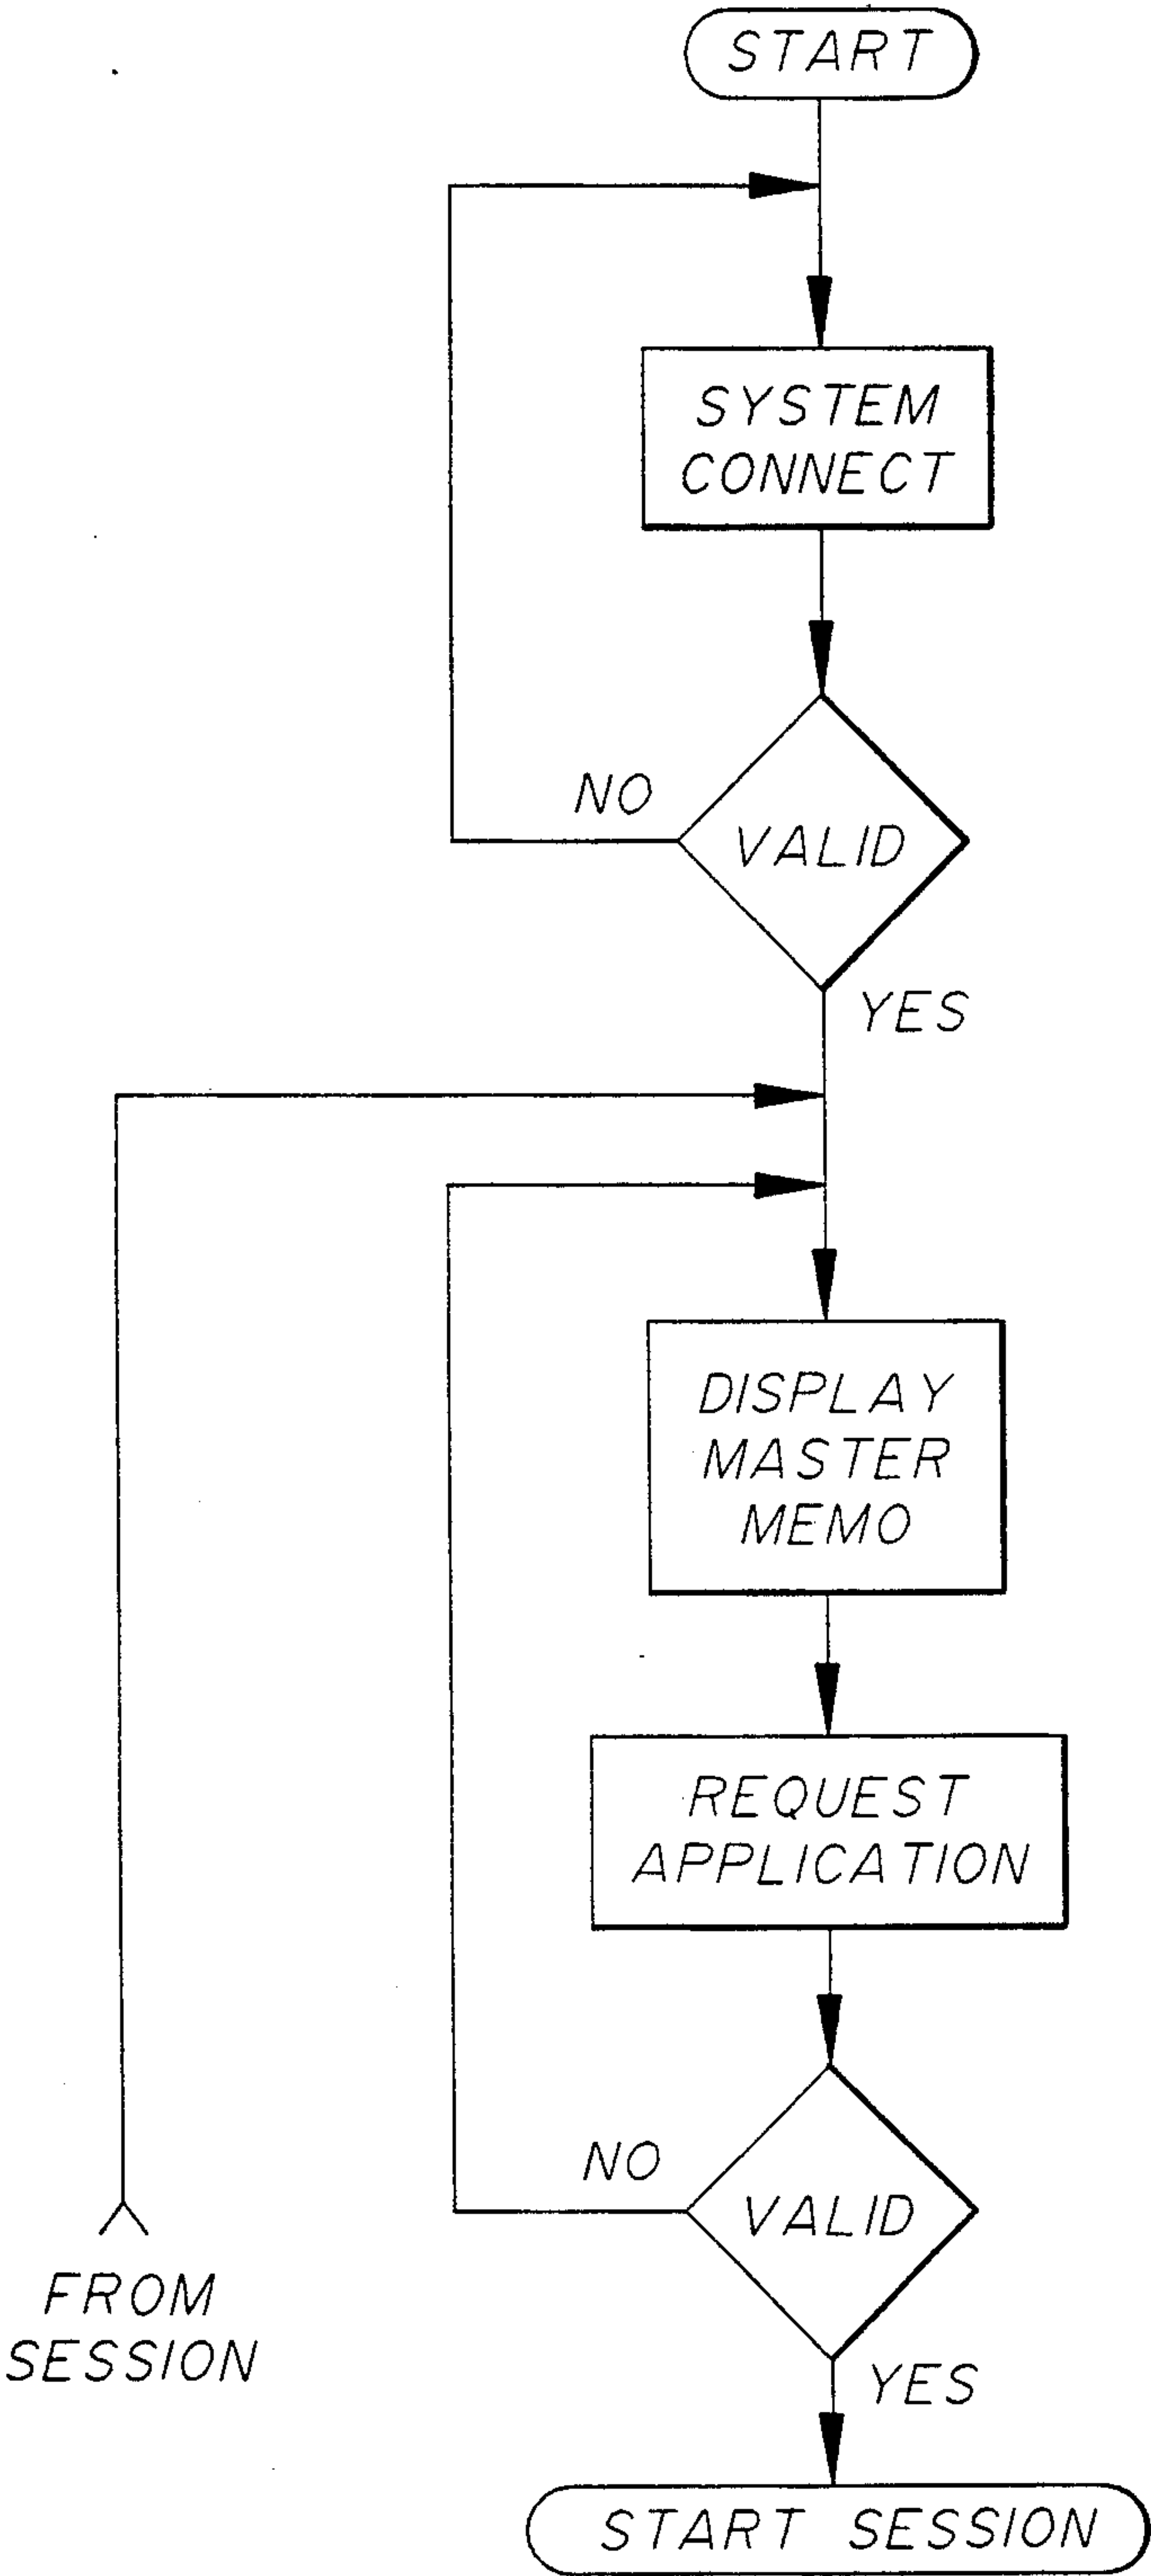 START
SYSTEM
CONNECT
NO
VALID
YES
DISPLAY
MASTER
MEMO
REQUEST
APPLICATION
NO
VALID
FROM
SESSION
YES
START SESSION